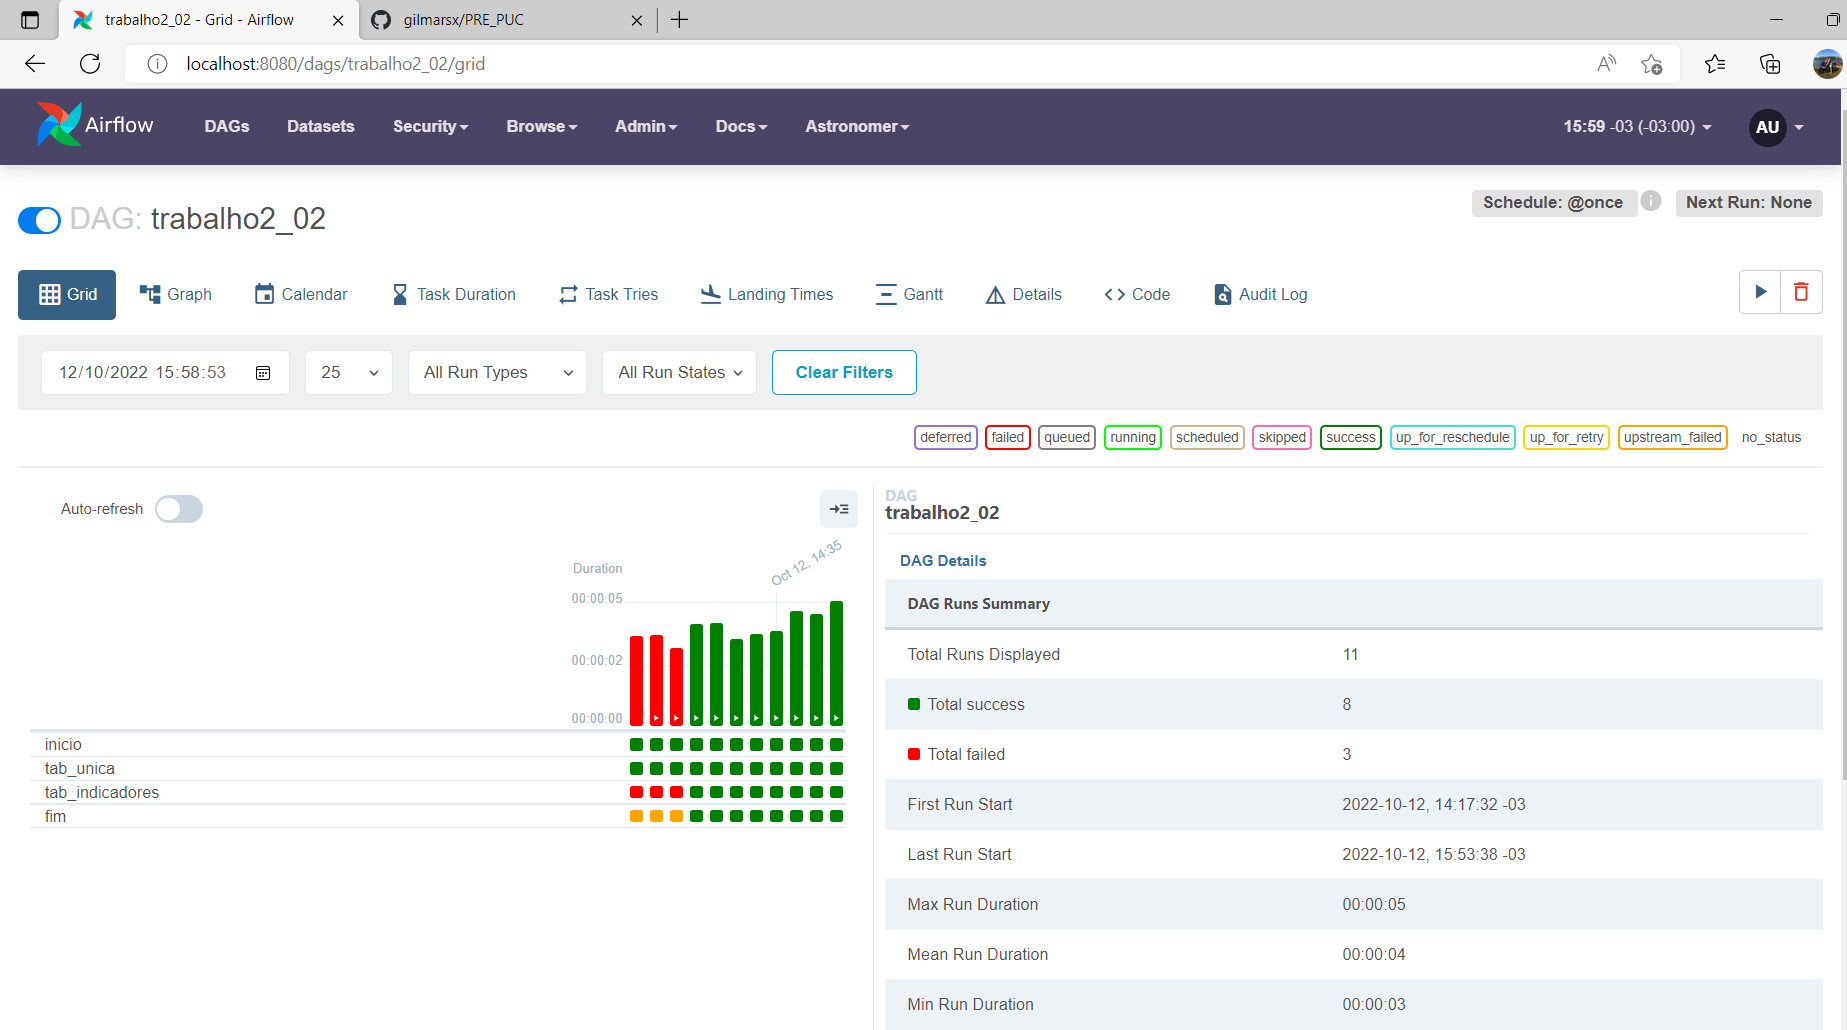 trabalho2_02 - Grid - Airflow
gilmarsx/PRE_PUC
localhost:8080/dags/trabalho2_02/grid
Airflow DAGs Datasets Security Browse Admin Docs Astronomer 15:59 -03 (-03:00) AU
DAG: trabalho2_02
Schedule: @once Next Run: None
Grid Graph Calendar Task Duration Task Tries Landing Times Gantt Details Code Audit Log
12/10/2022 15:58:53 25 All Run Types All Run States Clear Filters
deferred failed queued running scheduled skipped success up_for_reschedule up_for_retry upstream_failed no_status
Auto-refresh
Oct 12, 14:35
Duration
00:00:05
00:00:02
00:00:00
inicio
tab_unica
tab_indicadores
fim
DAG
trabalho2_02
DAG Details
DAG Runs Summary
Total Runs Displayed 11
Total success 8
Total failed 3
First Run Start 2022-10-12, 14:17:32 -03
Last Run Start 2022-10-12, 15:53:38 -03
Max Run Duration 00:00:05
Mean Run Duration 00:00:04
Min Run Duration 00:00:03